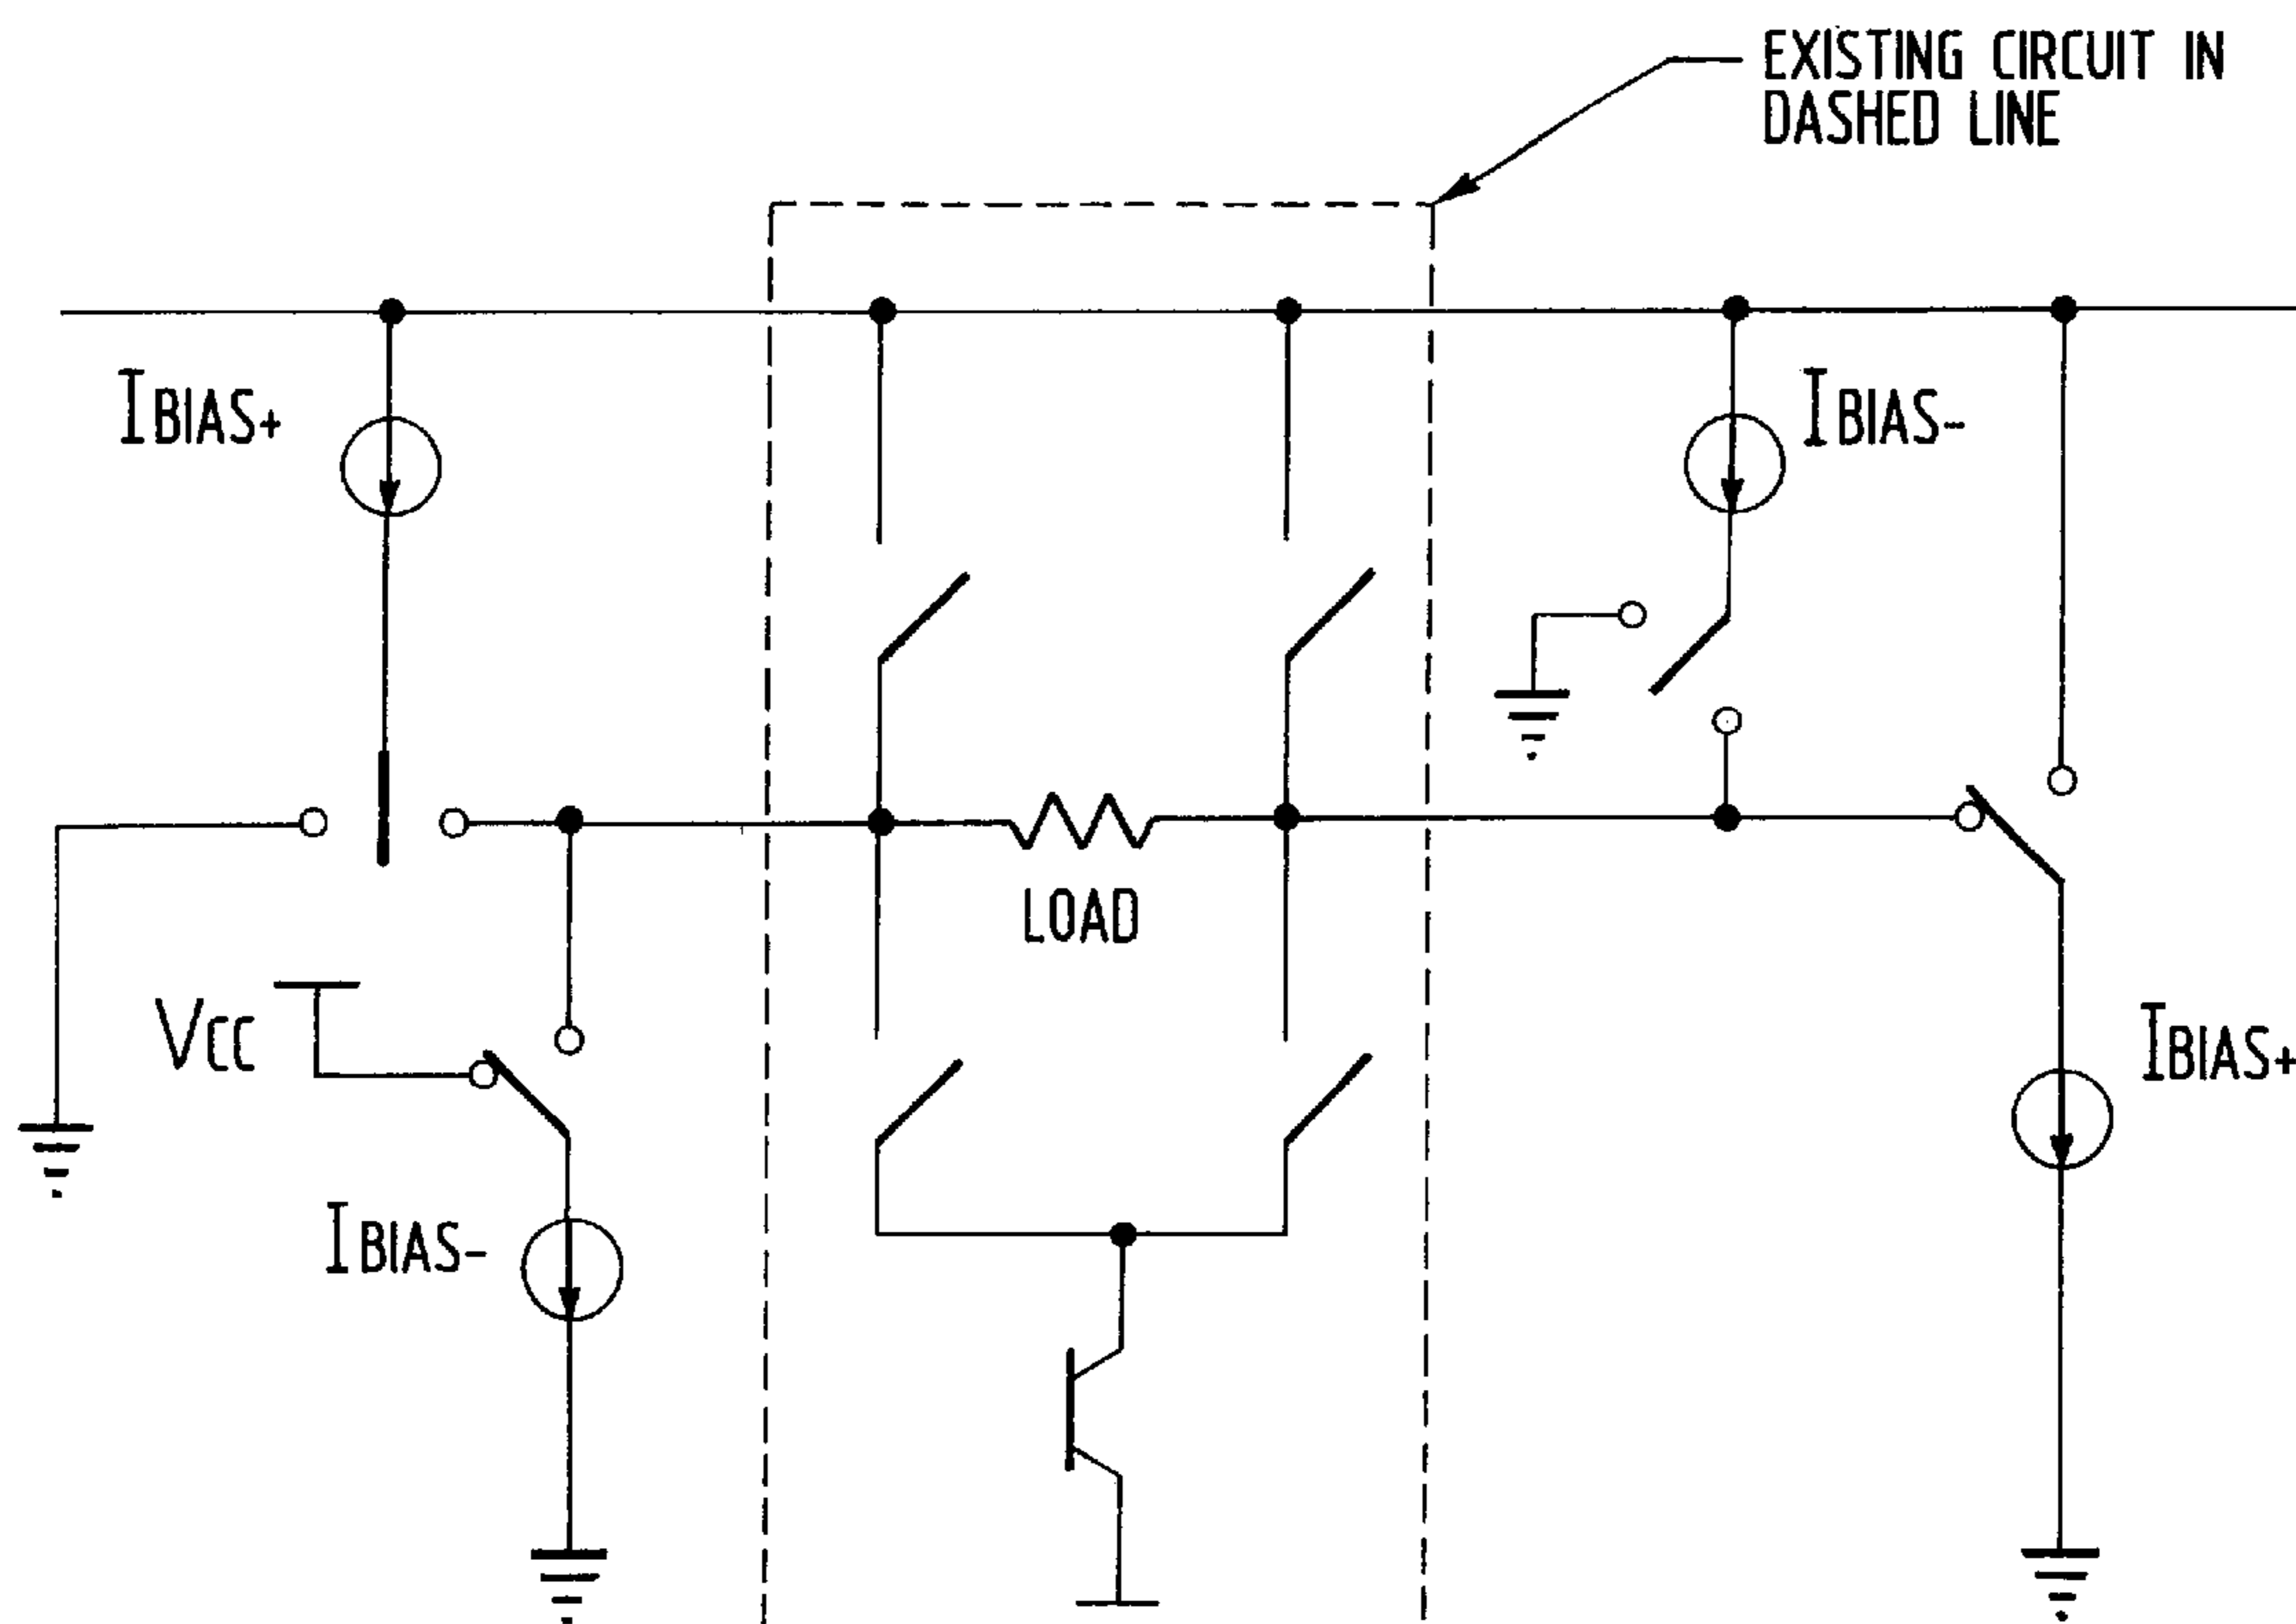 EXISTING CIRCUIT IN
DASHED LINE
IBIAS+
IBIAS-
LOAD
VCC
IBIAS+
IBIAS-